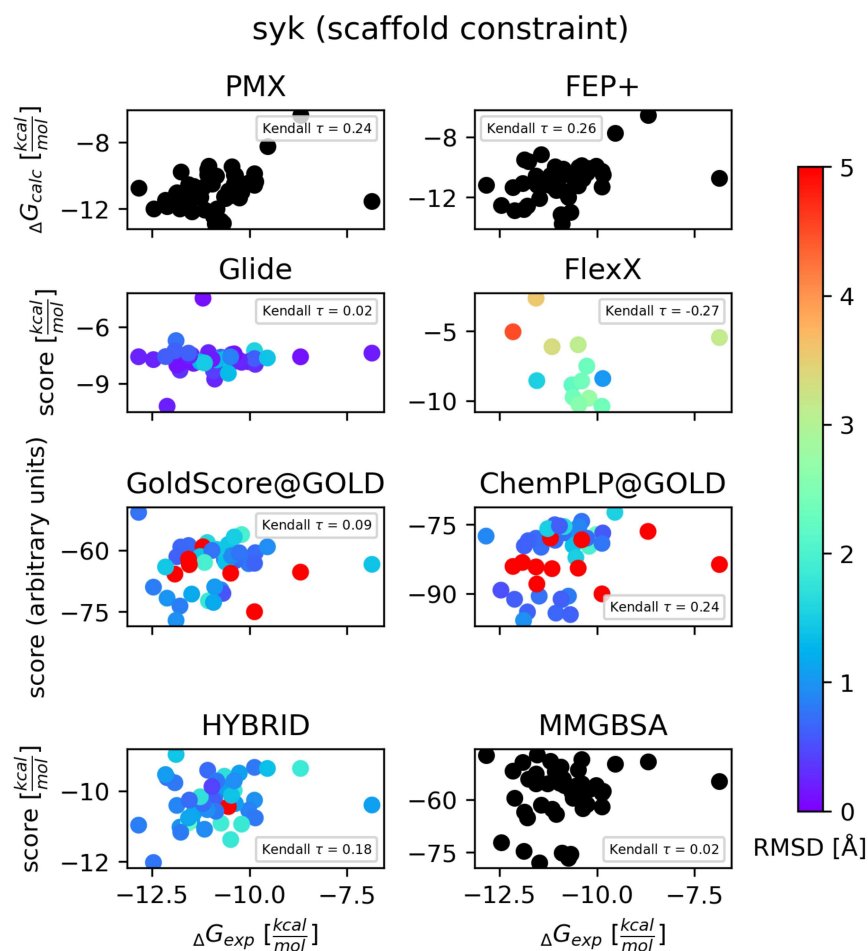 syk (scaffold constraint)
PMX
FEP+
ΔG_calc [kcal/mol]
−8
−12
Kendall τ = 0.24
−8
−12
Kendall τ = 0.26
Glide
FlexX
score [kcal/mol]
−6
−9
Kendall τ = 0.02
−5
−10
Kendall τ = -0.27
score (arbitrary units)
GoldScore@GOLD
ChemPLP@GOLD
−60
−75
Kendall τ = 0.09
−75
−90
Kendall τ = 0.24
HYBRID
MMGBSA
score [kcal/mol]
−10
−12
Kendall τ = 0.18
−60
−75
Kendall τ = 0.02
−12.5 −10.0 −7.5
−12.5 −10.0 −7.5
ΔG_exp [kcal/mol]
ΔG_exp [kcal/mol]
5
4
3
2
1
0
RMSD [Å]